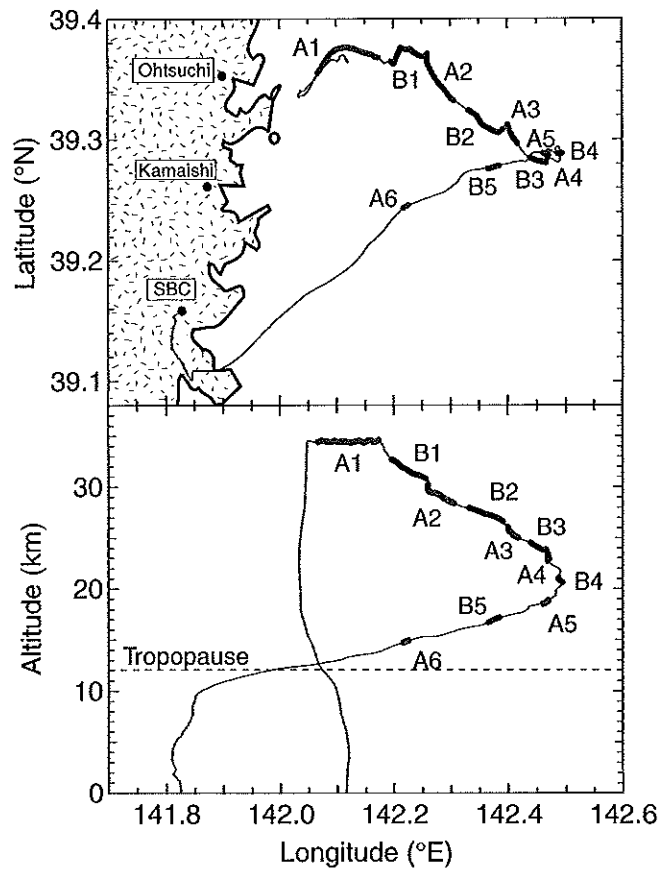 39.4
39.3
39.2
39.1
Latitude (°N)
Ohtsuchi
Kamaishi
SBC
A1
B1
A2
A3
B2
A5
B4
B3
A4
B5
A6
30
20
10
0
Altitude (km)
A1
B1
A2
B2
A3
B3
A4
B4
B5
A5
A6
Tropopause
141.8
142.0
142.2
142.4
142.6
Longitude (°E)